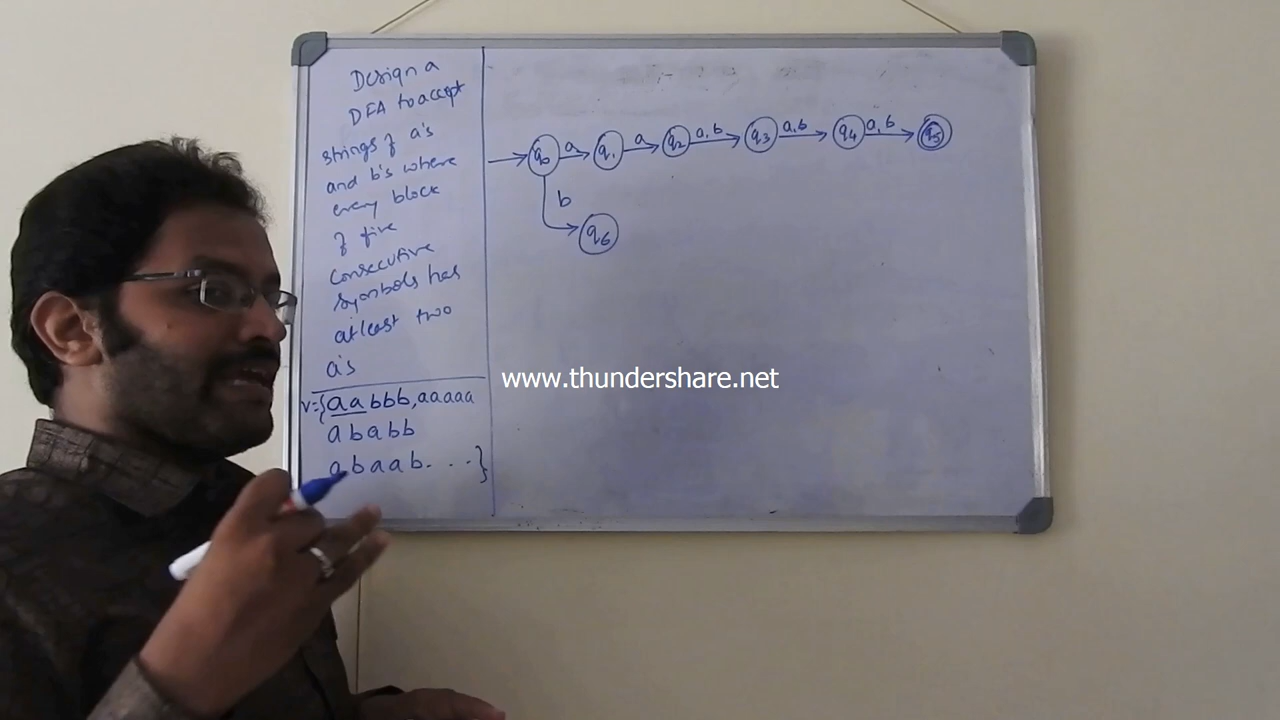 Design a
DFA to accept
strings of a's
and b's where
every block
of five
consecutive
symbols has
atleast two
a's
V={aabbb,aaaaa
ababb
abaab....}
q0 a q1 a q2 a,b q3 a,b q4 a,b q5
b
q6
www.thundershare.net